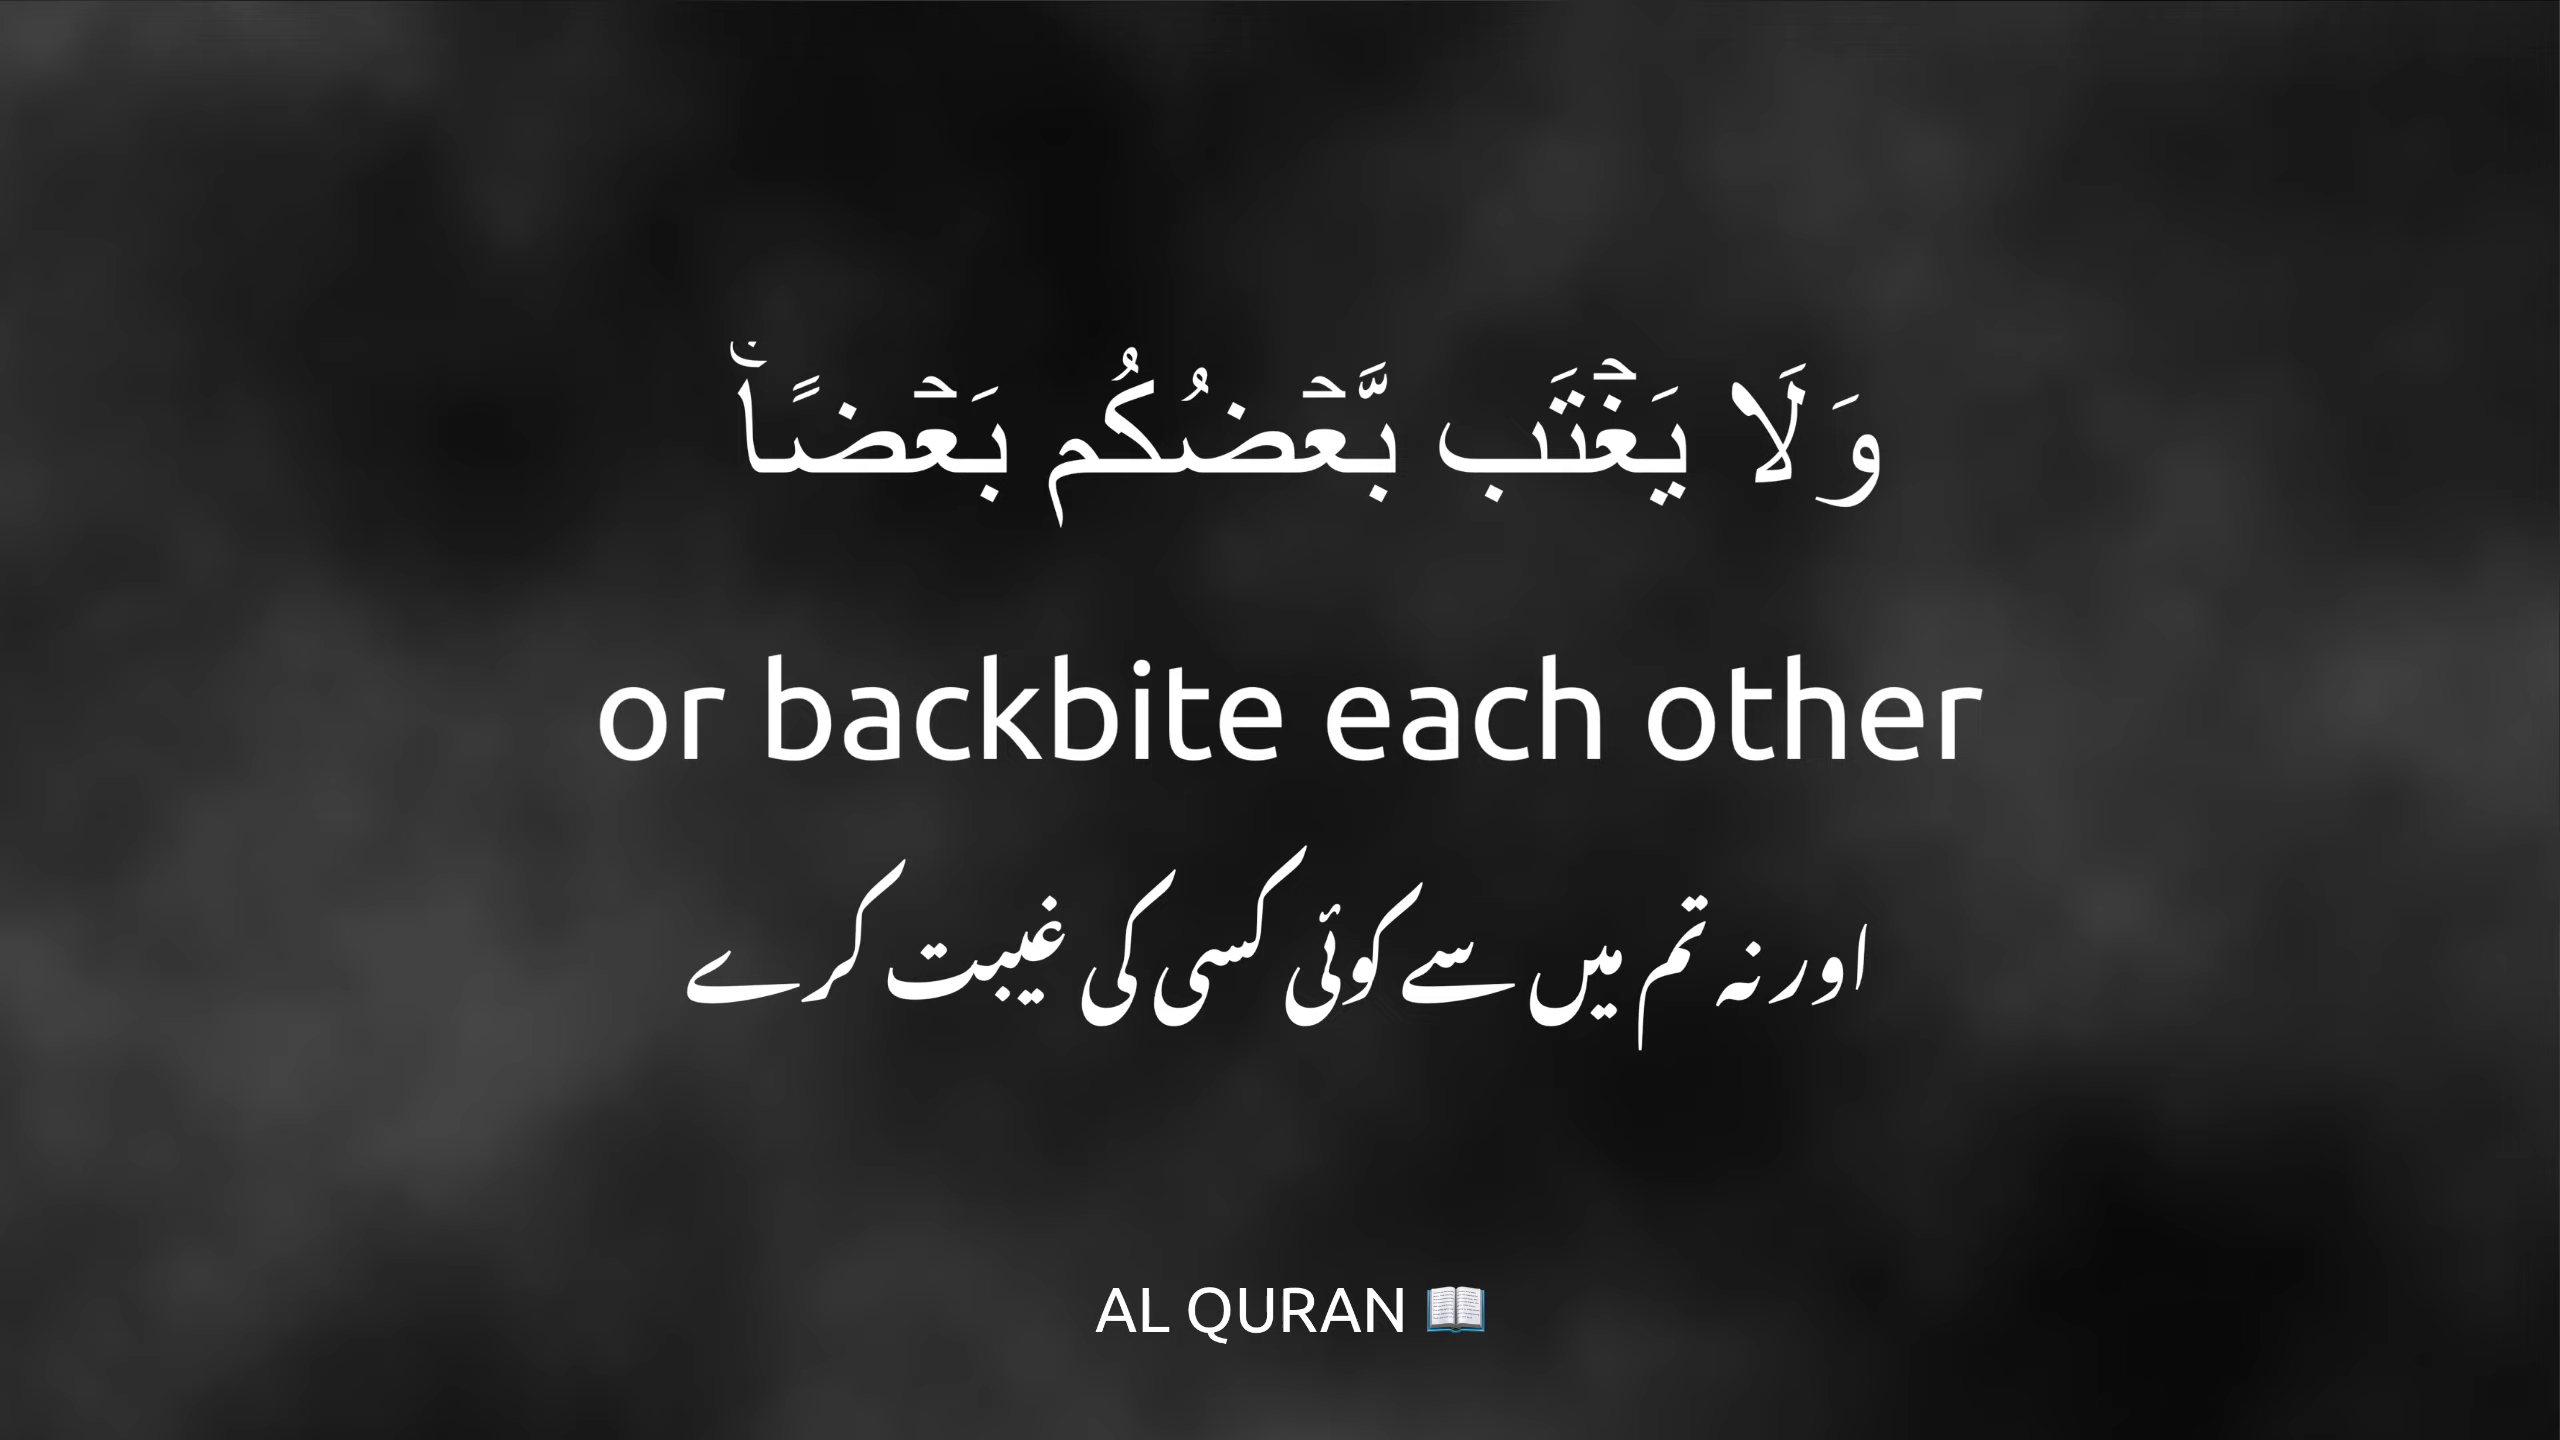 وَلَا يَغۡتَب بَّعۡضُكُم بَعۡضًاۚ
or backbite each other
اور نہ تم میں سے کوئی کسی کی غیبت کرے
AL QURAN 📖